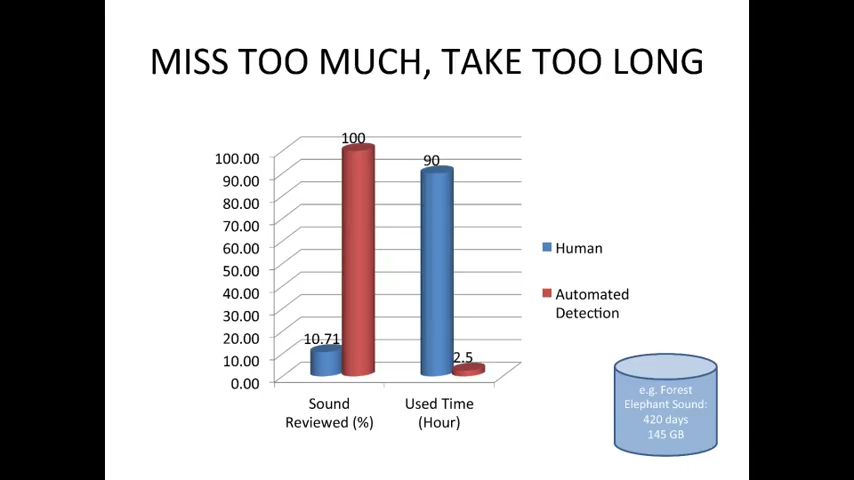 MISS TOO MUCH, TAKE TOO LONG
100
90
100.00
90.00
80.00
70.00
60.00
50.00
40.00
30.00
20.00
10.00
0.00
10.71
2.5
Human
Automated
Detection
Sound
Reviewed (%)
Used Time
(Hour)
e.g. Forest
Elephant Sound:
420 days
145 GB